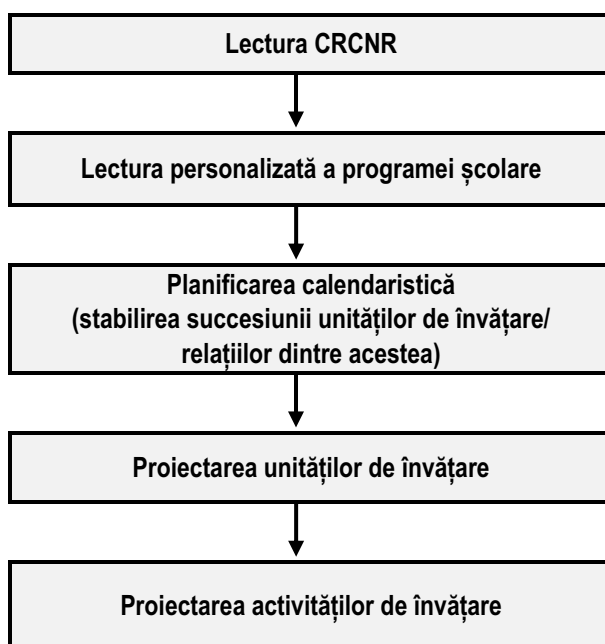 Lectura CRCNR
Lectura personalizată a programei școlare
Planificarea calendaristică
(stabilirea succesiunii unităților de învățare/
relațiilor dintre acestea)
Proiectarea unităților de învățare
Proiectarea activităților de învățare